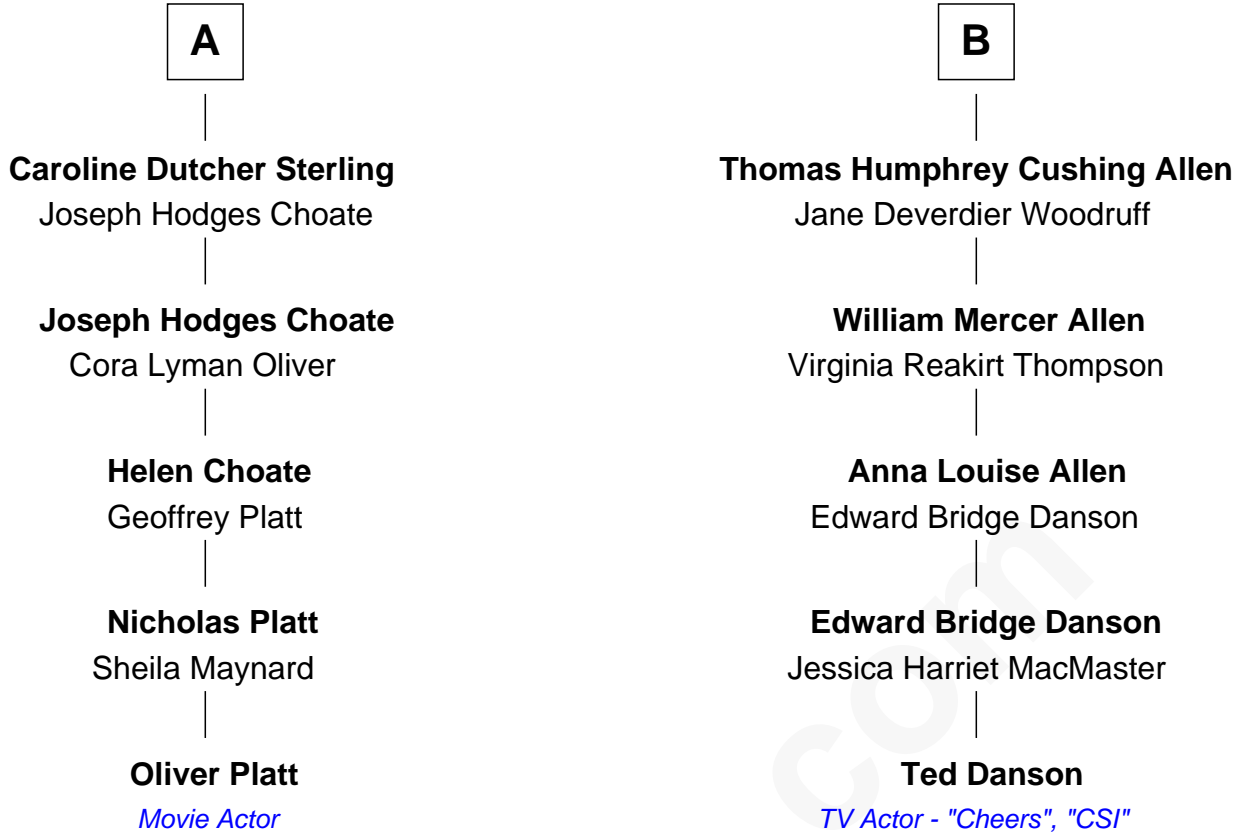 A
B
Caroline Dutcher Sterling
Joseph Hodges Choate
Thomas Humphrey Cushing Allen
Jane Deverdier Woodruff
Joseph Hodges Choate
Cora Lyman Oliver
William Mercer Allen
Virginia Reakirt Thompson
Helen Choate
Geoffrey Platt
Anna Louise Allen
Edward Bridge Danson
Nicholas Platt
Sheila Maynard
Edward Bridge Danson
Jessica Harriet MacMaster
Oliver Platt
Movie Actor
Ted Danson
TV Actor - "Cheers", "CSI"
com